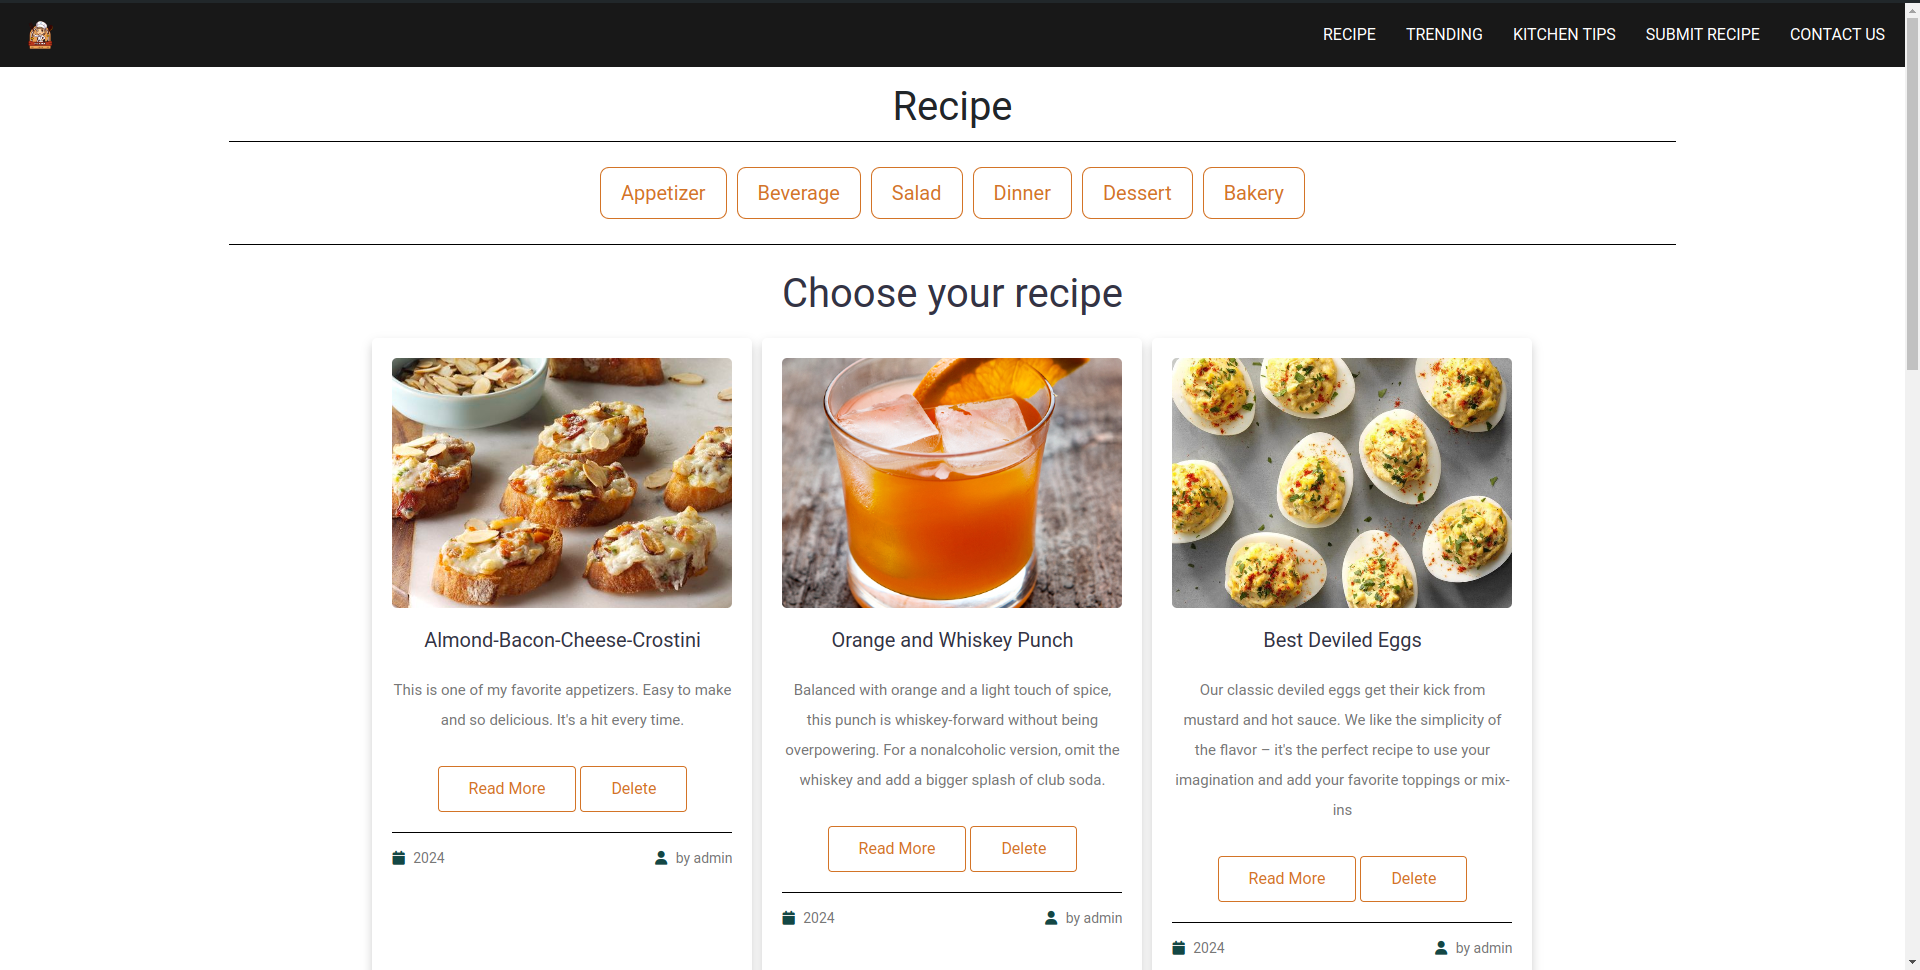 RECIPE TRENDING KITCHEN TIPS SUBMIT RECIPE CONTACT US
Recipe
Appetizer Beverage Salad Dinner Dessert Bakery
Choose your recipe
Almond-Bacon-Cheese-Crostini
This is one of my favorite appetizers. Easy to make
and so delicious. It's a hit every time.
Read More Delete
2024 by admin
Orange and Whiskey Punch
Balanced with orange and a light touch of spice,
this punch is whiskey-forward without being
overpowering. For a nonalcoholic version, omit the
whiskey and add a bigger splash of club soda.
Read More Delete
2024 by admin
Best Deviled Eggs
Our classic deviled eggs get their kick from
mustard and hot sauce. We like the simplicity of
the flavor – it's the perfect recipe to use your
imagination and add your favorite toppings or mix-
ins
Read More Delete
2024 by admin